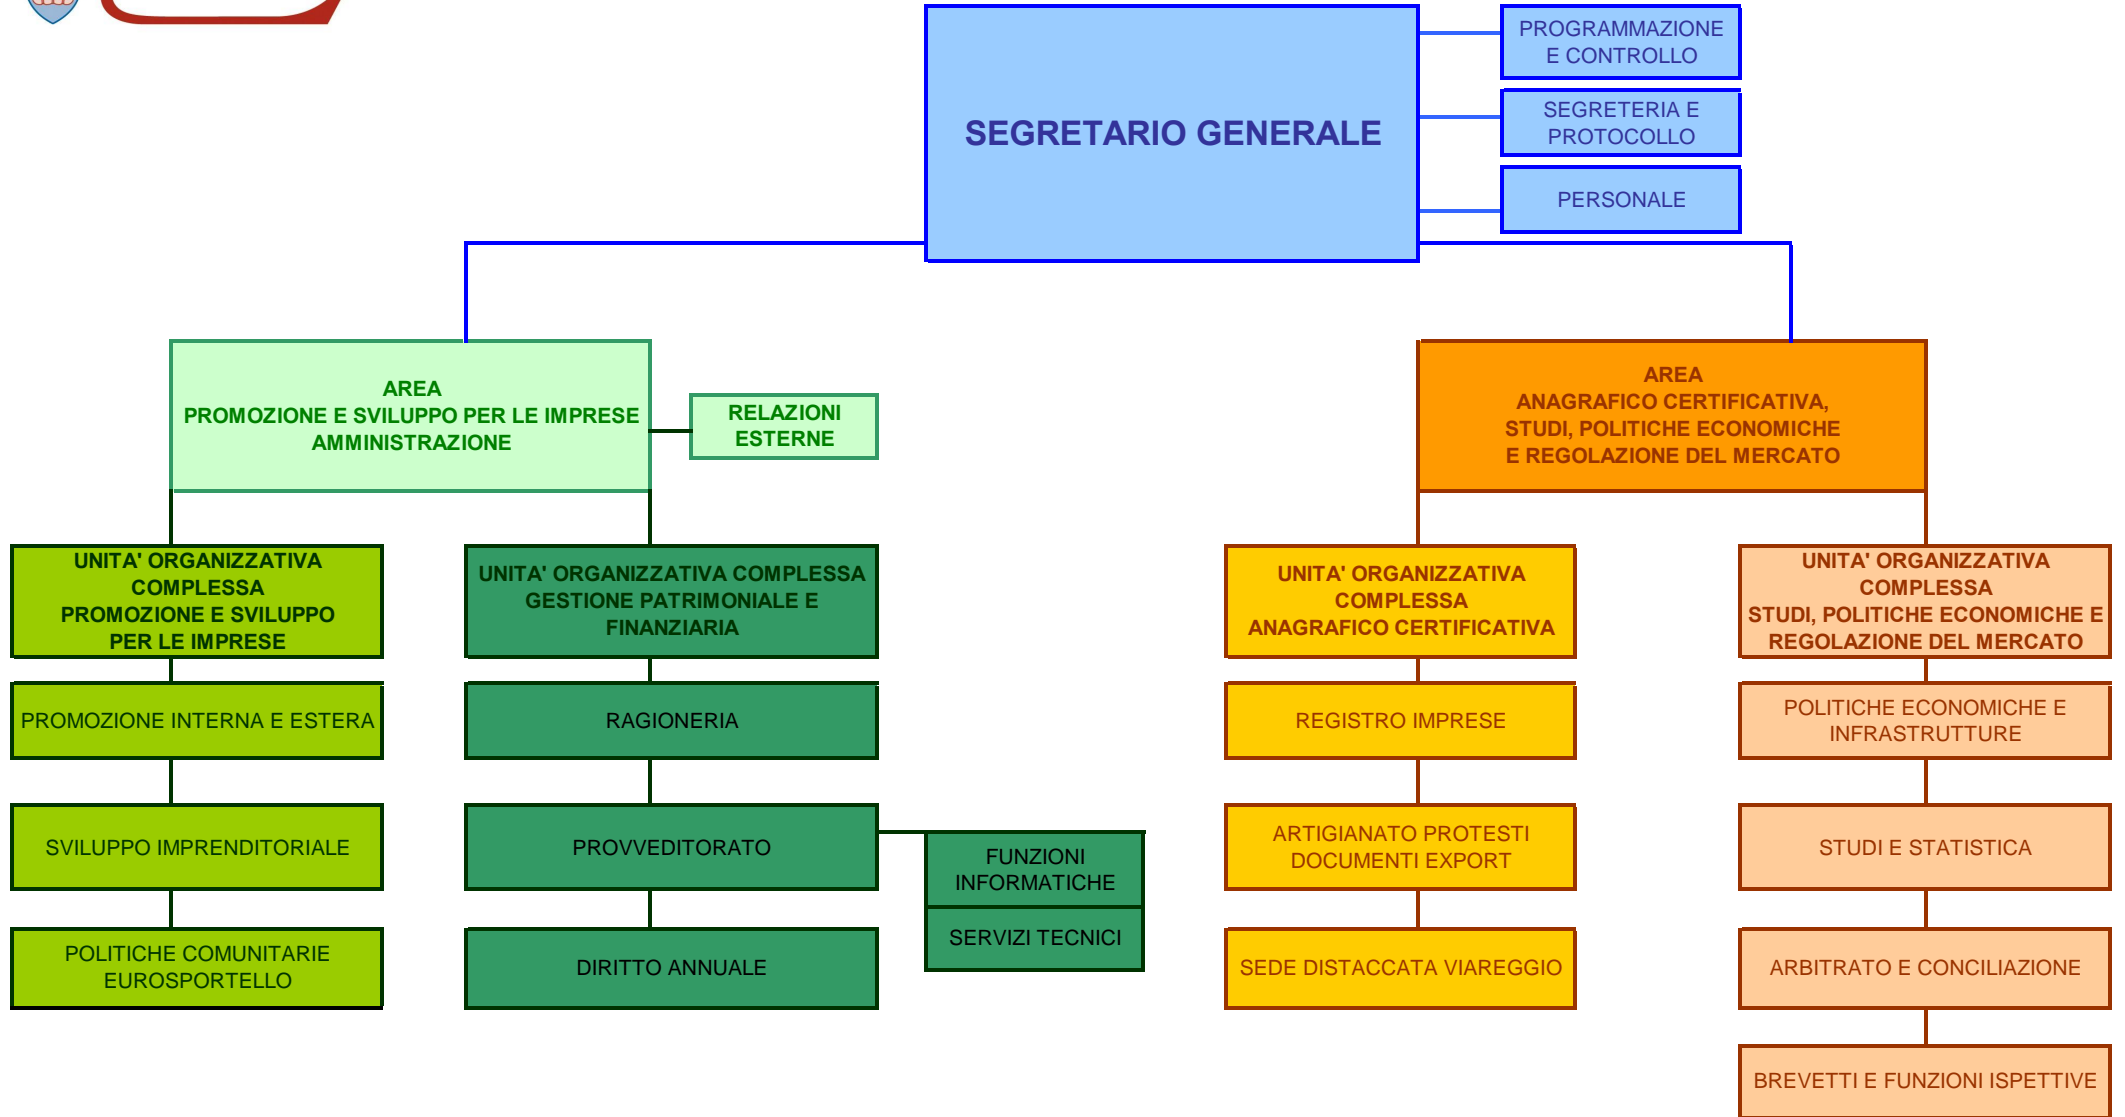 SEGRETARIO GENERALE
PROGRAMMAZIONE
E CONTROLLO
SEGRETERIA E
PROTOCOLLO
PERSONALE
AREA
PROMOZIONE E SVILUPPO PER LE IMPRESE
AMMINISTRAZIONE
RELAZIONI
ESTERNE
AREA
ANAGRAFICO CERTIFICATIVA,
STUDI, POLITICHE ECONOMICHE
E REGOLAZIONE DEL MERCATO
UNITA' ORGANIZZATIVA
COMPLESSA
PROMOZIONE E SVILUPPO
PER LE IMPRESE
UNITA' ORGANIZZATIVA COMPLESSA
GESTIONE PATRIMONIALE E
FINANZIARIA
UNITA' ORGANIZZATIVA
COMPLESSA
ANAGRAFICO CERTIFICATIVA
UNITA' ORGANIZZATIVA
COMPLESSA
STUDI, POLITICHE ECONOMICHE E
REGOLAZIONE DEL MERCATO
PROMOZIONE INTERNA E ESTERA
RAGIONERIA
REGISTRO IMPRESE
POLITICHE ECONOMICHE E
INFRASTRUTTURE
SVILUPPO IMPRENDITORIALE
PROVVEDITORATO
FUNZIONI
INFORMATICHE
SERVIZI TECNICI
ARTIGIANATO PROTESTI
DOCUMENTI EXPORT
STUDI E STATISTICA
POLITICHE COMUNITARIE
EUROSPORTELLO
DIRITTO ANNUALE
SEDE DISTACCATA VIAREGGIO
ARBITRATO E CONCILIAZIONE
BREVETTI E FUNZIONI ISPETTIVE